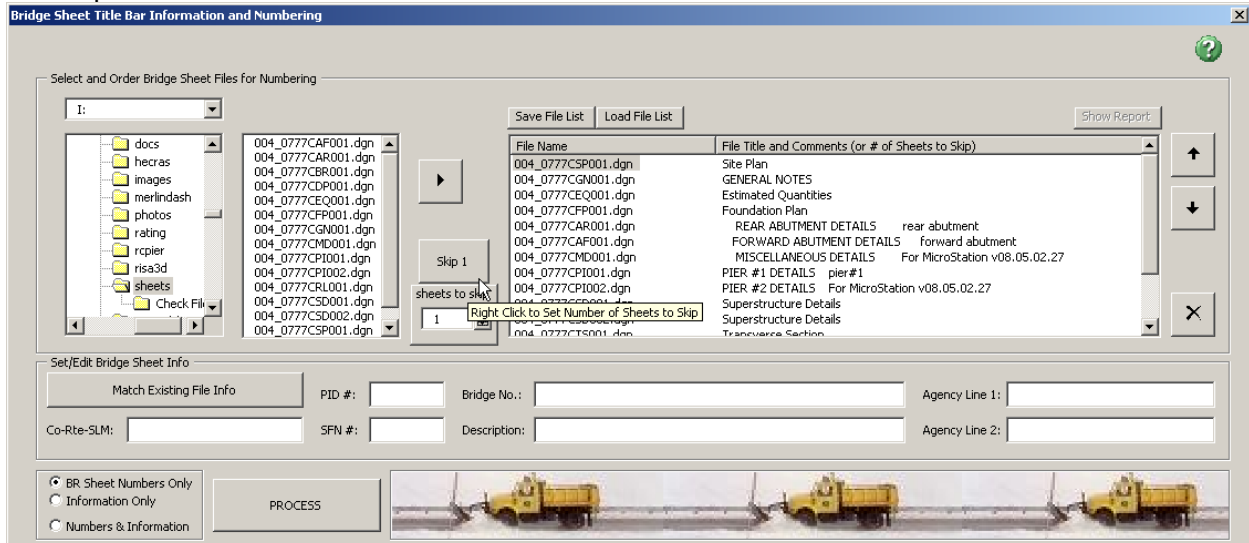 Bridge Sheet Title Bar Information and Numbering
Select and Order Bridge Sheet Files for Numbering
I:
Save File List Load File List Show Report
docs
hecras
images
merlindash
photos
rating
rcpier
risa3d
sheets
004_0777CAF001.dgn
004_0777CAR001.dgn
004_0777CBR001.dgn
004_0777CDP001.dgn
004_0777CEQ001.dgn
004_0777CFP001.dgn
004_0777CGN001.dgn
004_0777CMD001.dgn
004_0777CPI001.dgn
004_0777CPI002.dgn
004_0777CRL001.dgn
004_0777CSD001.dgn
004_0777CSD002.dgn
004_0777CSP001.dgn
Skip 1
sheets to
1
Right Click to Set Number of Sheets to Skip
File Name File Title and Comments (or # of Sheets to Skip)
004_0777CSP001.dgn Site Plan
004_0777CGN001.dgn GENERAL NOTES
004_0777CEQ001.dgn Estimated Quantities
004_0777CFP001.dgn Foundation Plan
004_0777CAR001.dgn REAR ABUTMENT DETAILS rear abutment
004_0777CAF001.dgn FORWARD ABUTMENT DETAILS forward abutment
004_0777CMD001.dgn MISCELLANEOUS DETAILS For MicroStation v08.05.02.27
004_0777CPI001.dgn PIER #1 DETAILS pier#1
004_0777CPI002.dgn PIER #2 DETAILS For MicroStation v08.05.02.27
Superstructure Details
Superstructure Details
004_0777CTS001.dgn Transverse Section
Set/Edit Bridge Sheet Info
Match Existing File Info PID #: Bridge No.: Agency Line 1:
Co-Rte-SLM: SFN #: Description: Agency Line 2:
BR Sheet Numbers Only
Information Only
Numbers & Information
PROCESS